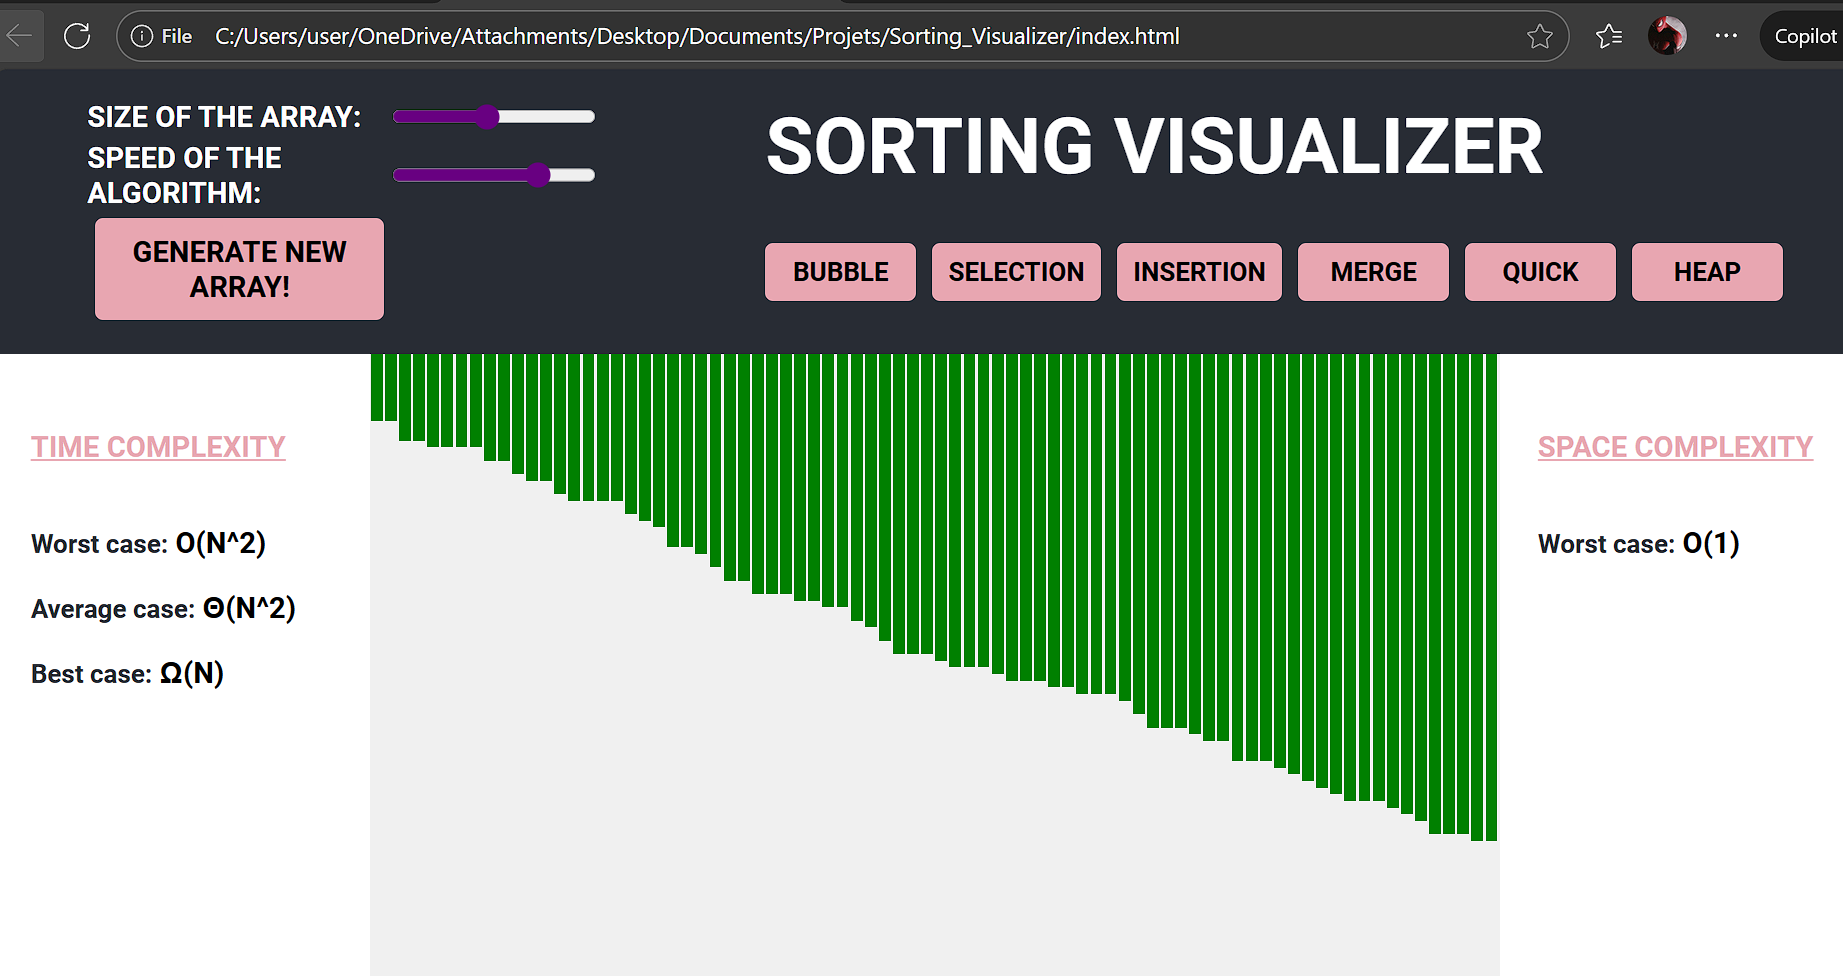 File C:/Users/user/OneDrive/Attachments/Desktop/Documents/Projets/Sorting_Visualizer/index.html
Copilot
SIZE OF THE ARRAY:
SPEED OF THE
ALGORITHM:
GENERATE NEW
ARRAY!
SORTING VISUALIZER
BUBBLE SELECTION INSERTION MERGE QUICK HEAP
TIME COMPLEXITY
Worst case: O(N^2)
Average case: Θ(N^2)
Best case: Ω(N)
SPACE COMPLEXITY
Worst case: O(1)